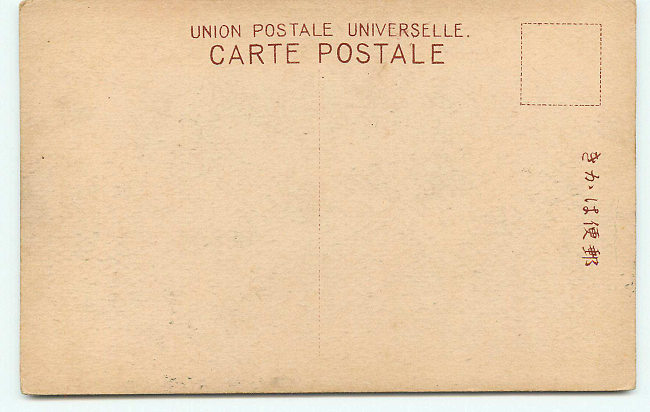 UNION POSTALE UNIVERSELLE.
CARTE POSTALE
きかは便郵